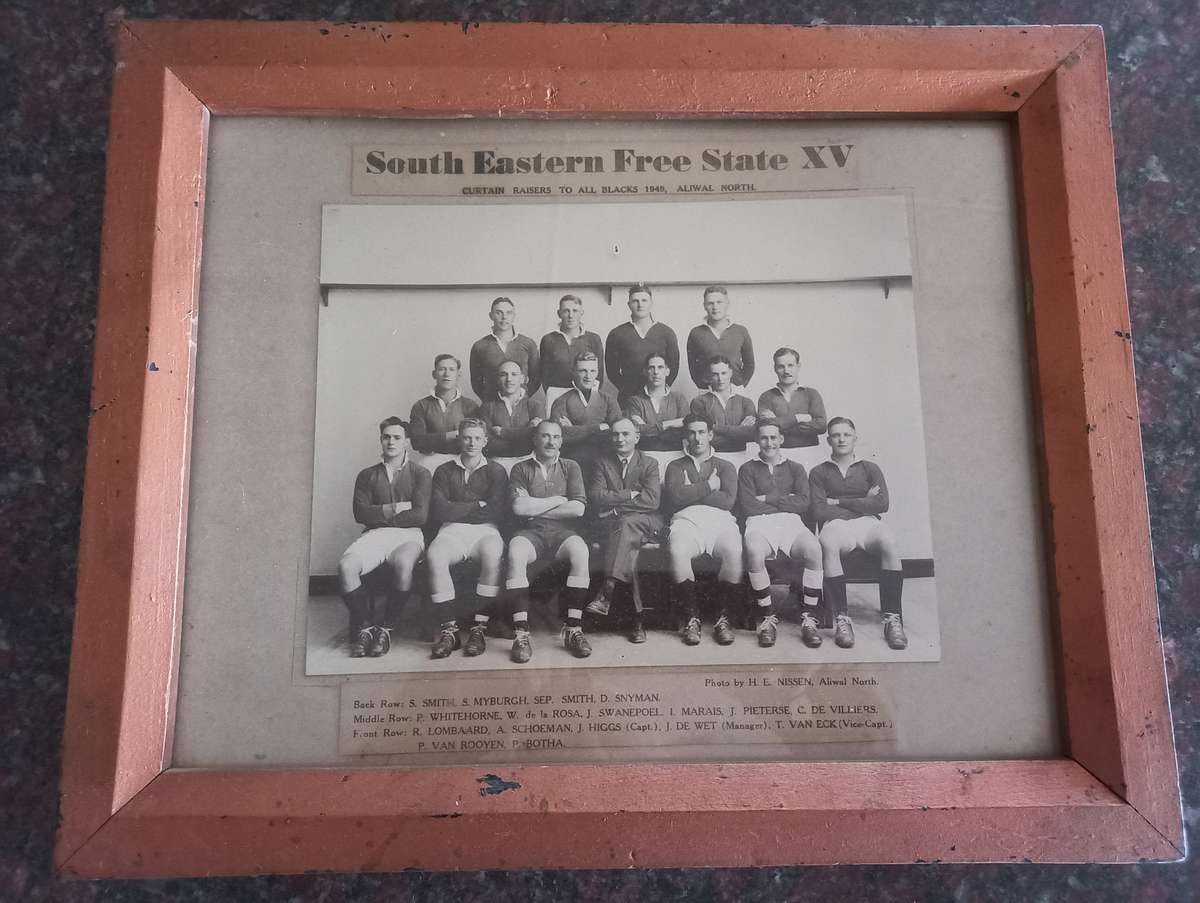 South Eastern Free State XV
CURTAIN RAISERS TO ALL BLACKS 1949, ALIWAL NORTH.
Photo by H. E. NISSEN, Aliwal North.
Back Row: S. SMITH, S. MYBURGH, SEP. SMITH, D. SNYMAN.
Middle Row: P. WHITEHORNE, W. de la ROSA, J. SWANEPOEL, I. MARAIS, J. PIETERSE, C. DE VILLIERS.
Front Row: R. LOMBAARD, A. SCHOEMAN, J. HIGGS (Capt.), J. DE WET (Manager), T. VAN ECK (Vice-Capt.)
P. VAN ROOYEN, P. BOTHA.